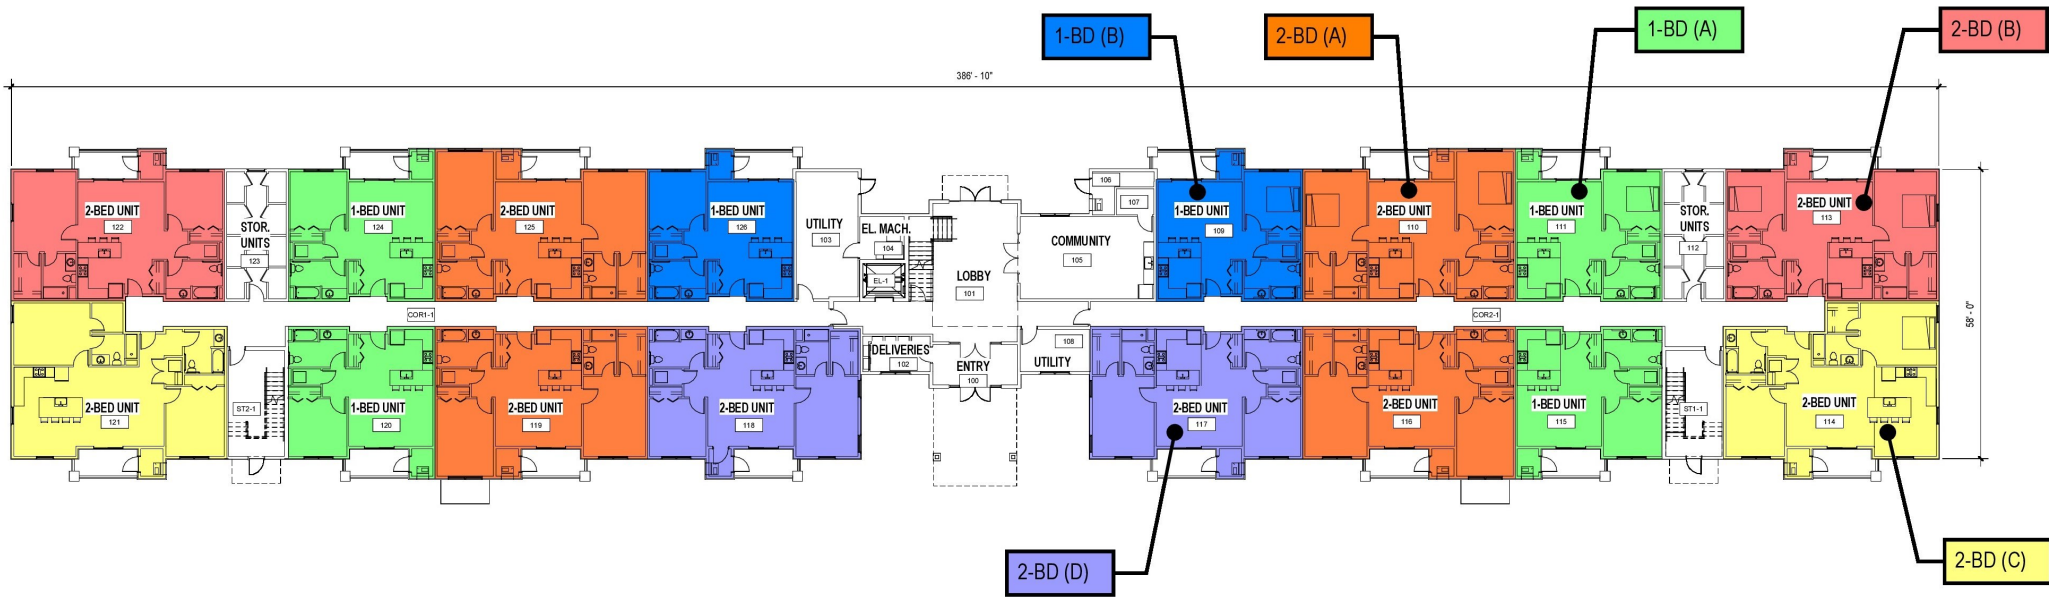 1-BD (B)
2-BD (A)
1-BD (A)
2-BD (B)
386' - 10"
2-BED UNIT
122
STOR.
UNITS
123
1-BED UNIT
124
2-BED UNIT
125
1-BED UNIT
126
UTILITY
103
EL. MACH.
104
EL-1
LOBBY
101
COMMUNITY
105
106
107
1-BED UNIT
109
2-BED UNIT
110
1-BED UNIT
111
STOR.
UNITS
112
2-BED UNIT
113
COR1-1
COR2-1
58' - 0"
2-BED UNIT
121
ST2-1
1-BED UNIT
120
2-BED UNIT
119
2-BED UNIT
118
DELIVERIES
102
ENTRY
100
108
UTILITY
2-BED UNIT
117
2-BED UNIT
116
1-BED UNIT
115
ST1-1
2-BED UNIT
114
2-BD (D)
2-BD (C)